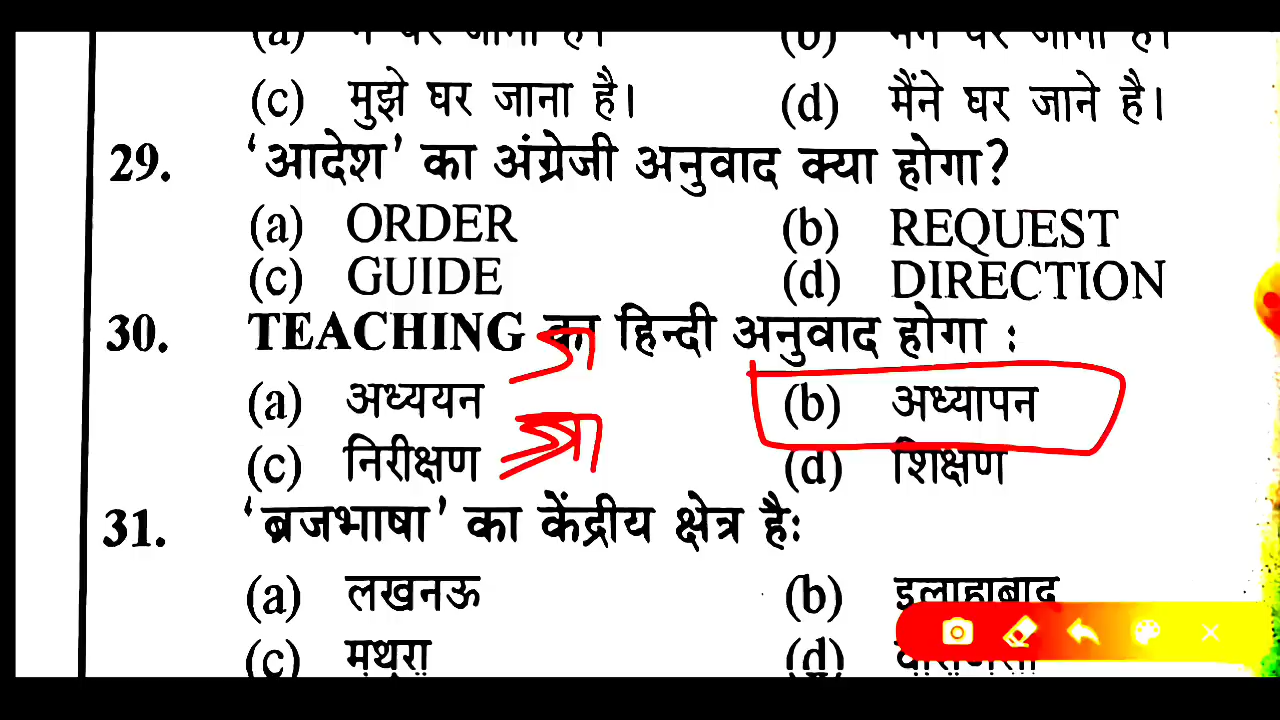 (c) मुझे घर जाना है। (d) मैंने घर जाने है।
29. 'आदेश' का अंग्रेजी अनुवाद क्या होगा?
(a) ORDER (b) REQUEST
(c) GUIDE (d) DIRECTION
30. TEACHING का हिन्दी अनुवाद होगा :
(a) अध्ययन (b) अध्यापन
(c) निरीक्षण (d) शिक्षण
31. 'ब्रजभाषा' का केंद्रीय क्षेत्र है:
(a) लखनऊ (b) इलाहाबाद
(c) मथुरा (d)